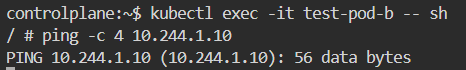 controlplane:~$ kubectl exec -it test-pod-b -- sh
/ # ping -c 4 10.244.1.10
PING 10.244.1.10 (10.244.1.10): 56 data bytes